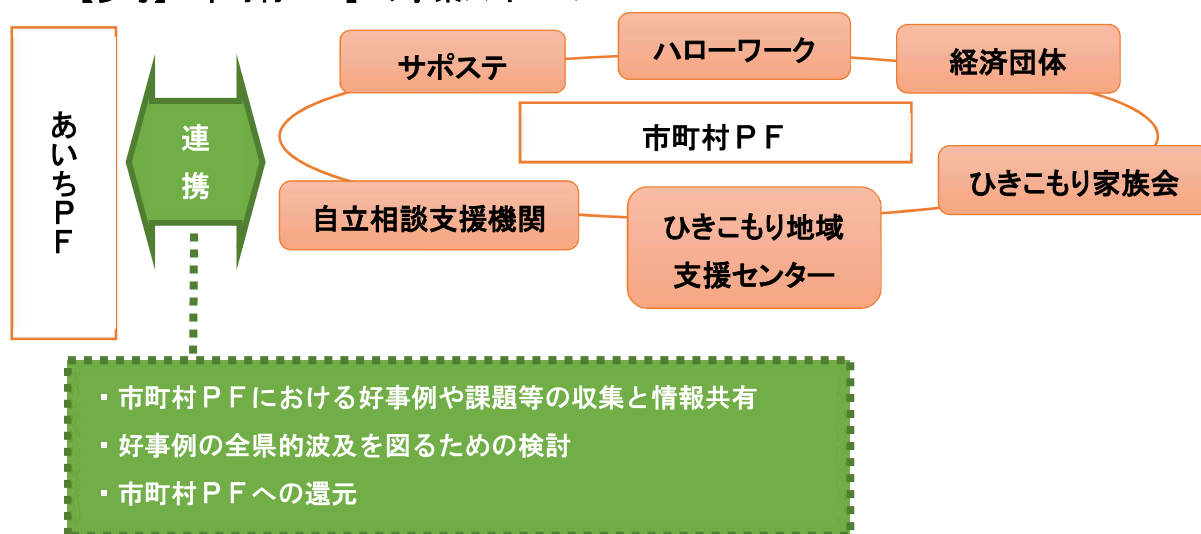 あいちＰＦ
連携
サポステ
ハローワーク
経済団体
市町村ＰＦ
ひきこもり家族会
自立相談支援機関
ひきこもり地域
支援センター
・市町村ＰＦにおける好事例や課題等の収集と情報共有
・好事例の全県的波及を図るための検討
・市町村ＰＦへの還元